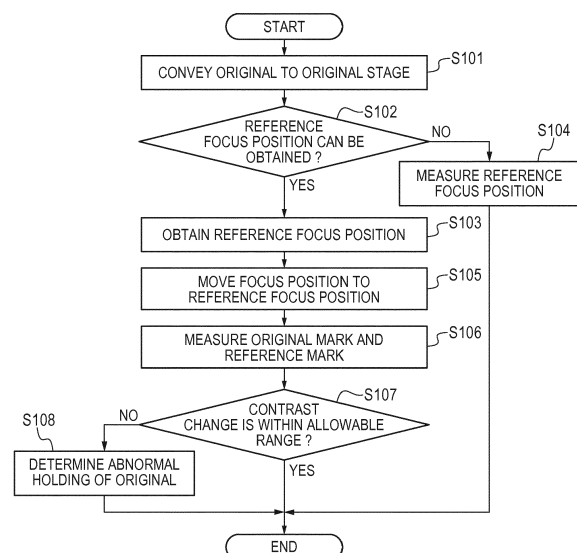 START
CONVEY ORIGINAL TO ORIGINAL STAGE
S101
REFERENCE
FOCUS POSITION CAN BE
OBTAINED ?
S102
NO
YES
S104
MEASURE REFERENCE
FOCUS POSITION
OBTAIN REFERENCE FOCUS POSITION
S103
MOVE FOCUS POSITION TO
REFERENCE FOCUS POSITION
S105
MEASURE ORIGINAL MARK AND
REFERENCE MARK
S106
CONTRAST
CHANGE IS WITHIN ALLOWABLE
RANGE ?
S107
NO
YES
S108
DETERMINE ABNORMAL
HOLDING OF ORIGINAL
END